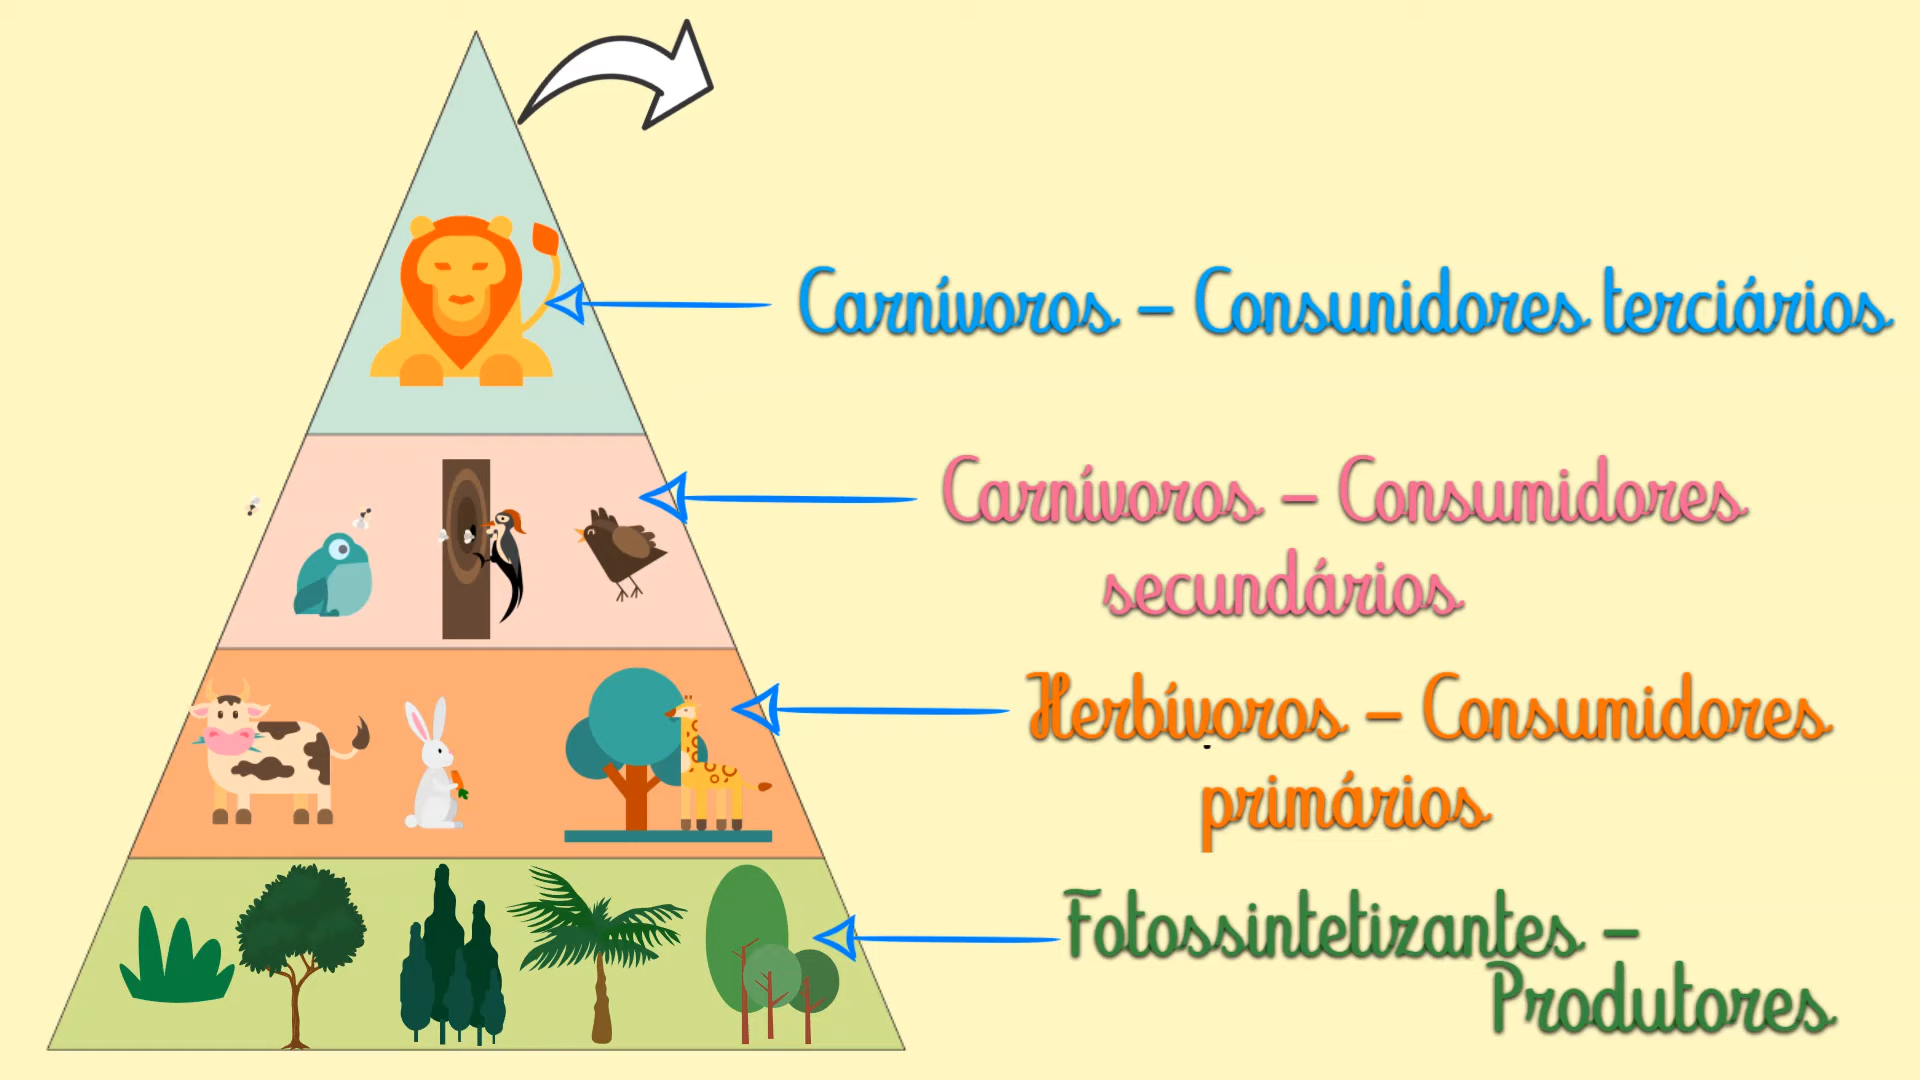 Carnívoros - Consunidores terciários
Carnívoros - Consumidores
secundários
Herbívoros - Consumidores
primários
Fotossintetizantes -
Produtores